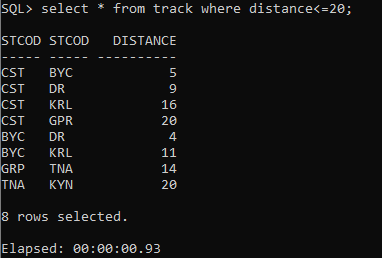 SQL> select * from track where distance<=20;
STCOD STCOD   DISTANCE
----- ----- ----------
CST   BYC            5
CST   DR             9
CST   KRL           16
CST   GPR           20
BYC   DR             4
BYC   KRL           11
GRP   TNA           14
TNA   KYN           20
8 rows selected.
Elapsed: 00:00:00.93